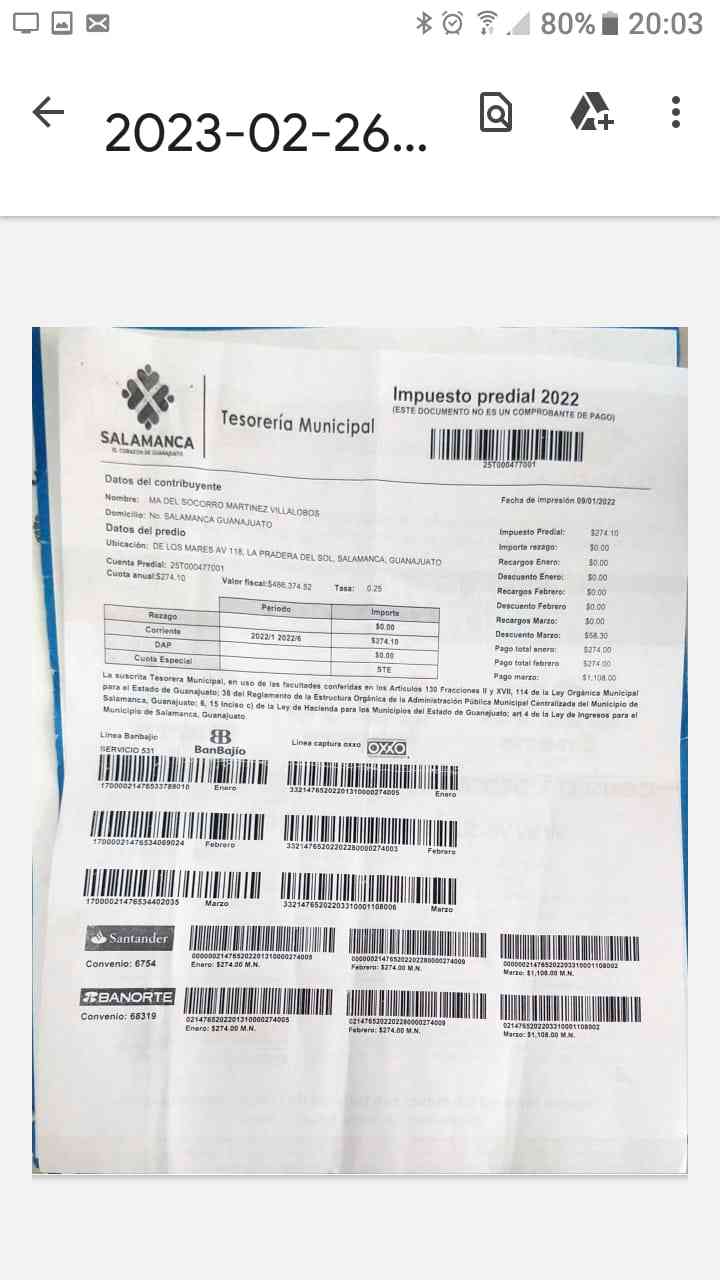 80% 20:03
2023-02-26...
SALAMANCA
EL CORAZÓN DE GUANAJUATO
Tesorería Municipal
Impuesto predial 2022
(ESTE DOCUMENTO NO ES UN COMPROBANTE DE PAGO)
25T000477001
Datos del contribuyente
Nombre: MA DEL SOCORRO MARTINEZ VILLALOBOS
Domicilio: No. SALAMANCA GUANAJUATO
Datos del predio
Ubicación: DE LOS MARES AV 118, LA PRADERA DEL SOL, SALAMANCA, GUANAJUATO
Cuenta Predial: 25T000477001
Cuota anual:$274.10 Valor fiscal:$486,374.52 Tasa: 0.25
Fecha de impresión 09/01/2022
Impuesto Predial: $274.10
Importe rezago: $0.00
Recargos Enero: $0.00
Descuento Enero: $0.00
Recargos Febrero: $0.00
Descuento Febrero $0.00
Recargos Marzo: $0.00
Descuento Marzo: $58.30
Pago total enero: $274.00
Pago total febrero $274.00
Pago marzo: $1,108.00
Periodo Importe
Rezago $0.00
Corriente 2022/1 2022/6 $274.10
DAP $0.00
Cuota Especial STE
La suscrita Tesorera Municipal, en uso de las facultades conferidas en los Artículos 130 Fracciones II y XVII, 114 de la Ley Orgánica Municipal
para el Estado de Guanajuato; 36 del Reglamento de la Estructura Orgánica de la Administración Pública Municipal Centralizada del Municipio de
Salamanca, Guanajuato; 6, 15 inciso c) de la Ley de Hacienda para los Municipios del Estado de Guanajuato; art 4 de la Ley de Ingresos para el
Municipio de Salamanca, Guanajuato
Línea Banbajio
SERVICIO 531
BanBajío
Línea captura oxxo OXXO
17000021476533789010 Enero
33214765202201310000274005 Enero
17000021476534069024 Febrero
33214765202202280000274003 Febrero
17000021476534402035 Marzo
33214765202203310001108006 Marzo
Santander
Convenio: 6754
Enero: $274.00 M.N.
Febrero: $274.00 M.N.
Marzo: $1,108.00 M.N.
BANORTE
Convenio: 68319
0214765202201310000274005
Enero: $274.00 M.N.
0214765202202280000274009
Febrero: $274.00 M.N.
0214765202203310001108002
Marzo: $1,108.00 M.N.